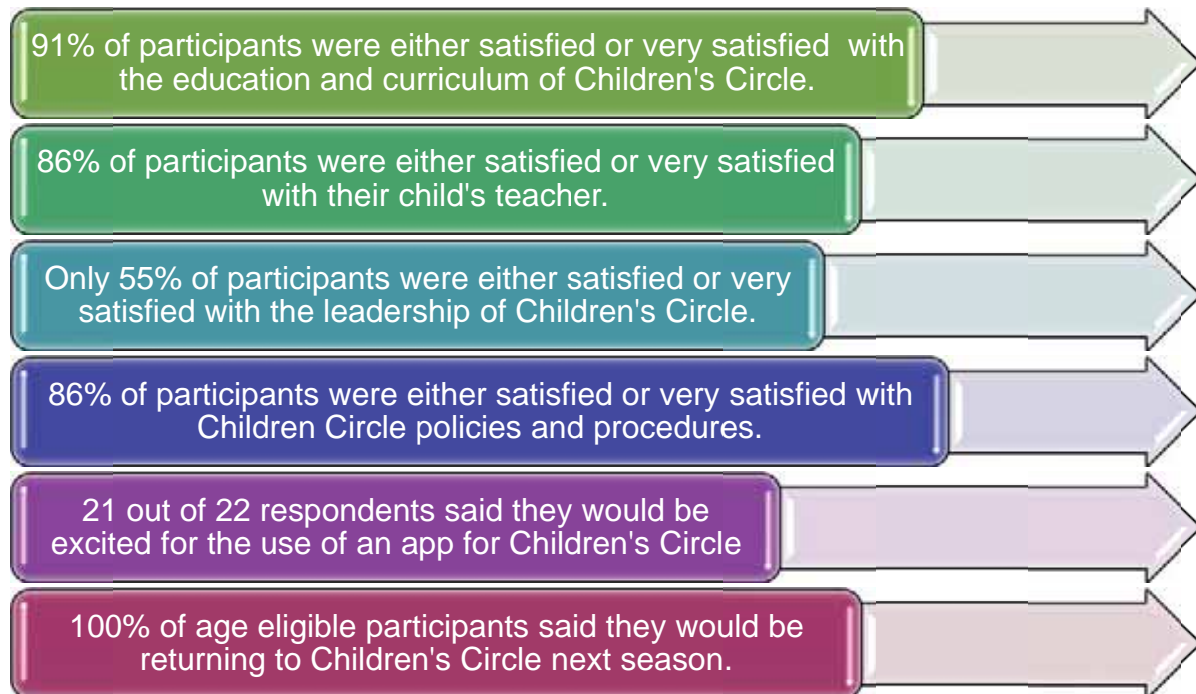 91% of participants were either satisfied or very satisfied with
the education and curriculum of Children's Circle.
86% of participants were either satisfied or very satisfied
with their child's teacher.
Only 55% of participants were either satisfied or very
satisfied with the leadership of Children's Circle.
86% of participants were either satisfied or very satisfied with
Children Circle policies and procedures.
21 out of 22 respondents said they would be
excited for the use of an app for Children's Circle
100% of age eligible participants said they would be
returning to Children's Circle next season.